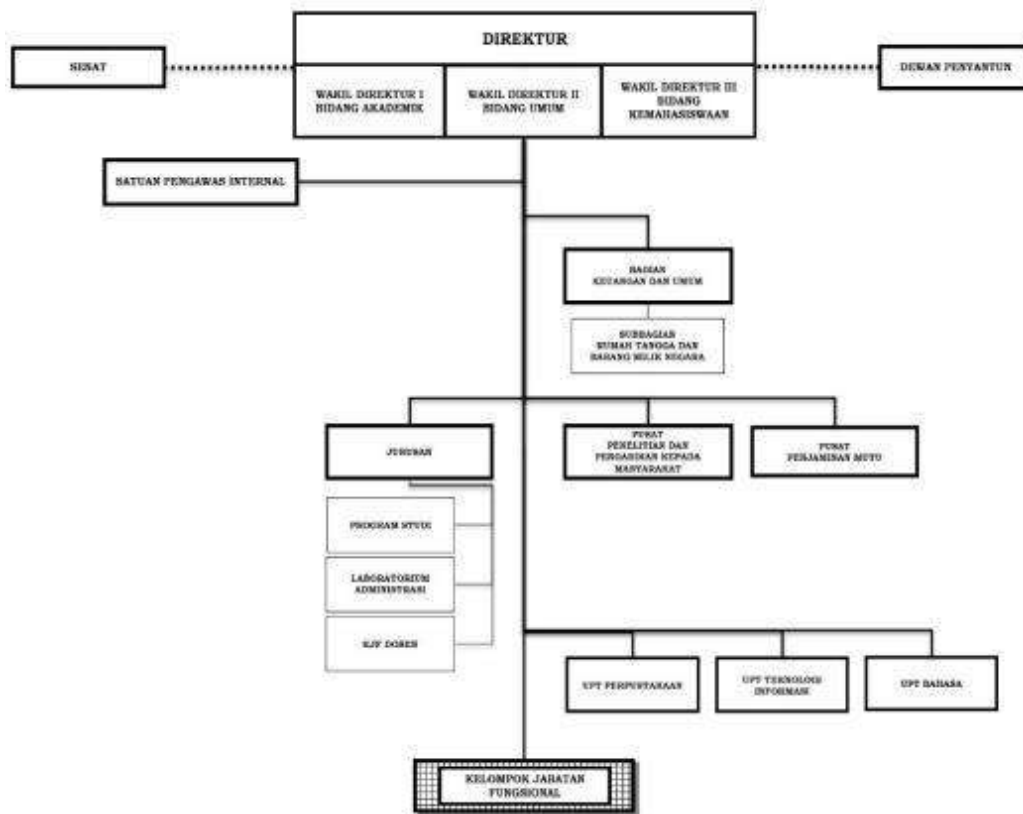 DIREKTUR
SENAT
DEWAN PENYANTUN
WAKIL DIREKTUR I
BIDANG AKADEMIK
WAKIL DIREKTUR II
BIDANG UMUM
WAKIL DIREKTUR III
BIDANG
KEMAHASISWAAN
SATUAN PENGAWAS INTERNAL
BAGIAN
KEUANGAN DAN UMUM
SUBBAGIAN
RUMAH TANGGA DAN
BARANG MILIK NEGARA
JURUSAN
PUSAT
PENELITIAN DAN
PENGABDIAN KEPADA
MASYARAKAT
PUSAT
PENJAMINAN MUTU
PROGRAM STUDI
LABORATORIUM
ADMINISTRASI
KJF DOSEN
UPT PERPUSTAKAAN
UPT TEKNOLOGI
INFORMASI
UPT BAHASA
KELOMPOK JABATAN
FUNGSIONAL